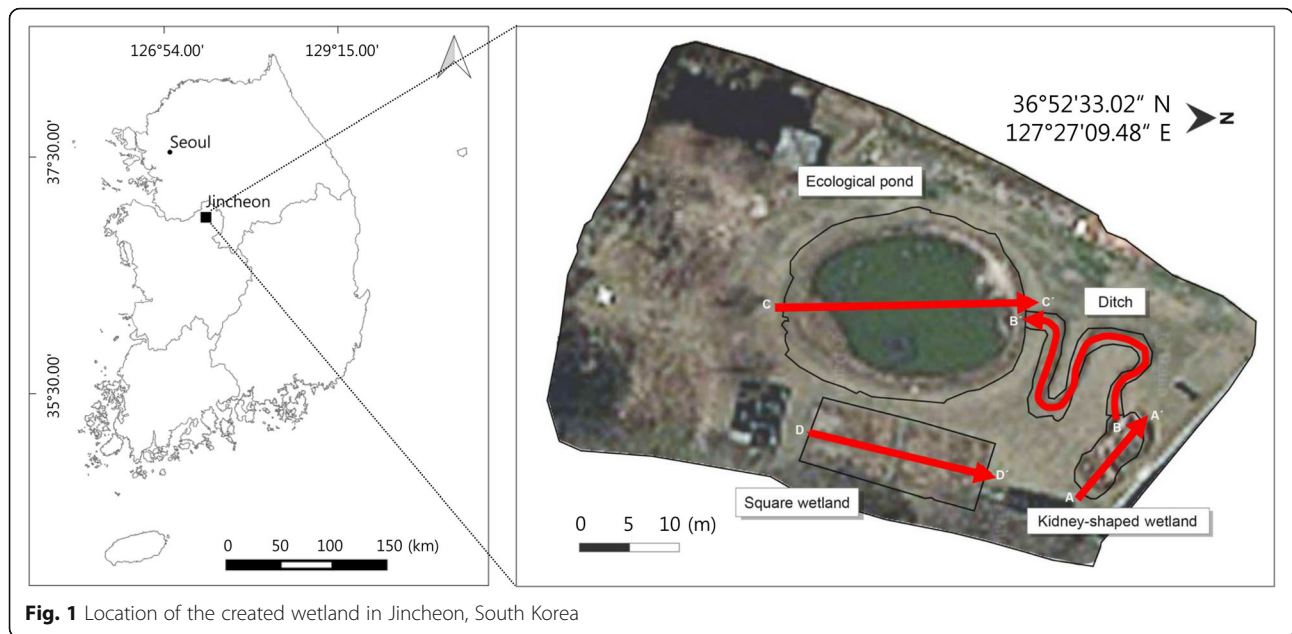 126°54.00' 129°15.00'
37°30.00'
35°30.00'
Seoul
Jincheon
0 50 100 150 (km)
36°52'33.02“ N
127°27'09.48“ E
N
Ecological pond
Ditch
C C´
B´
B
A´
A
D
D´
Square wetland
Kidney-shaped wetland
0 5 10 (m)
Fig. 1 Location of the created wetland in Jincheon, South Korea